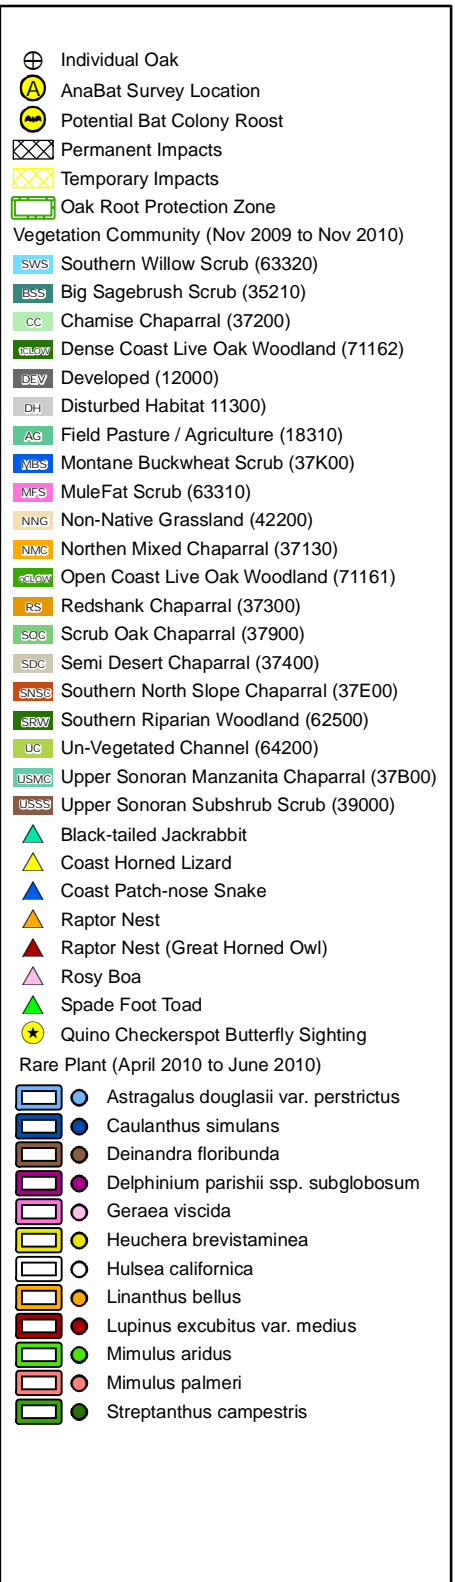 Individual Oak
A AnaBat Survey Location
Potential Bat Colony Roost
Permanent Impacts
Temporary Impacts
Oak Root Protection Zone
Vegetation Community (Nov 2009 to Nov 2010)
SWS Southern Willow Scrub (63320)
BSS Big Sagebrush Scrub (35210)
CC Chamise Chaparral (37200)
Dense Coast Live Oak Woodland (71162)
DEV Developed (12000)
DH Disturbed Habitat 11300)
AG Field Pasture / Agriculture (18310)
MBS Montane Buckwheat Scrub (37K00)
MFS MuleFat Scrub (63310)
NNG Non-Native Grassland (42200)
NMC Northen Mixed Chaparral (37130)
oCLOW Open Coast Live Oak Woodland (71161)
RS Redshank Chaparral (37300)
SOC Scrub Oak Chaparral (37900)
SDC Semi Desert Chaparral (37400)
SNSC Southern North Slope Chaparral (37E00)
SRW Southern Riparian Woodland (62500)
UC Un-Vegetated Channel (64200)
USMC Upper Sonoran Manzanita Chaparral (37B00)
USSS Upper Sonoran Subshrub Scrub (39000)
Black-tailed Jackrabbit
Coast Horned Lizard
Coast Patch-nose Snake
Raptor Nest
Raptor Nest (Great Horned Owl)
Rosy Boa
Spade Foot Toad
Quino Checkerspot Butterfly Sighting
Rare Plant (April 2010 to June 2010)
Astragalus douglasii var. perstrictus
Caulanthus simulans
Deinandra floribunda
Delphinium parishii ssp. subglobosum
Geraea viscida
Heuchera brevistaminea
Hulsea californica
Linanthus bellus
Lupinus excubitus var. medius
Mimulus aridus
Mimulus palmeri
Streptanthus campestris